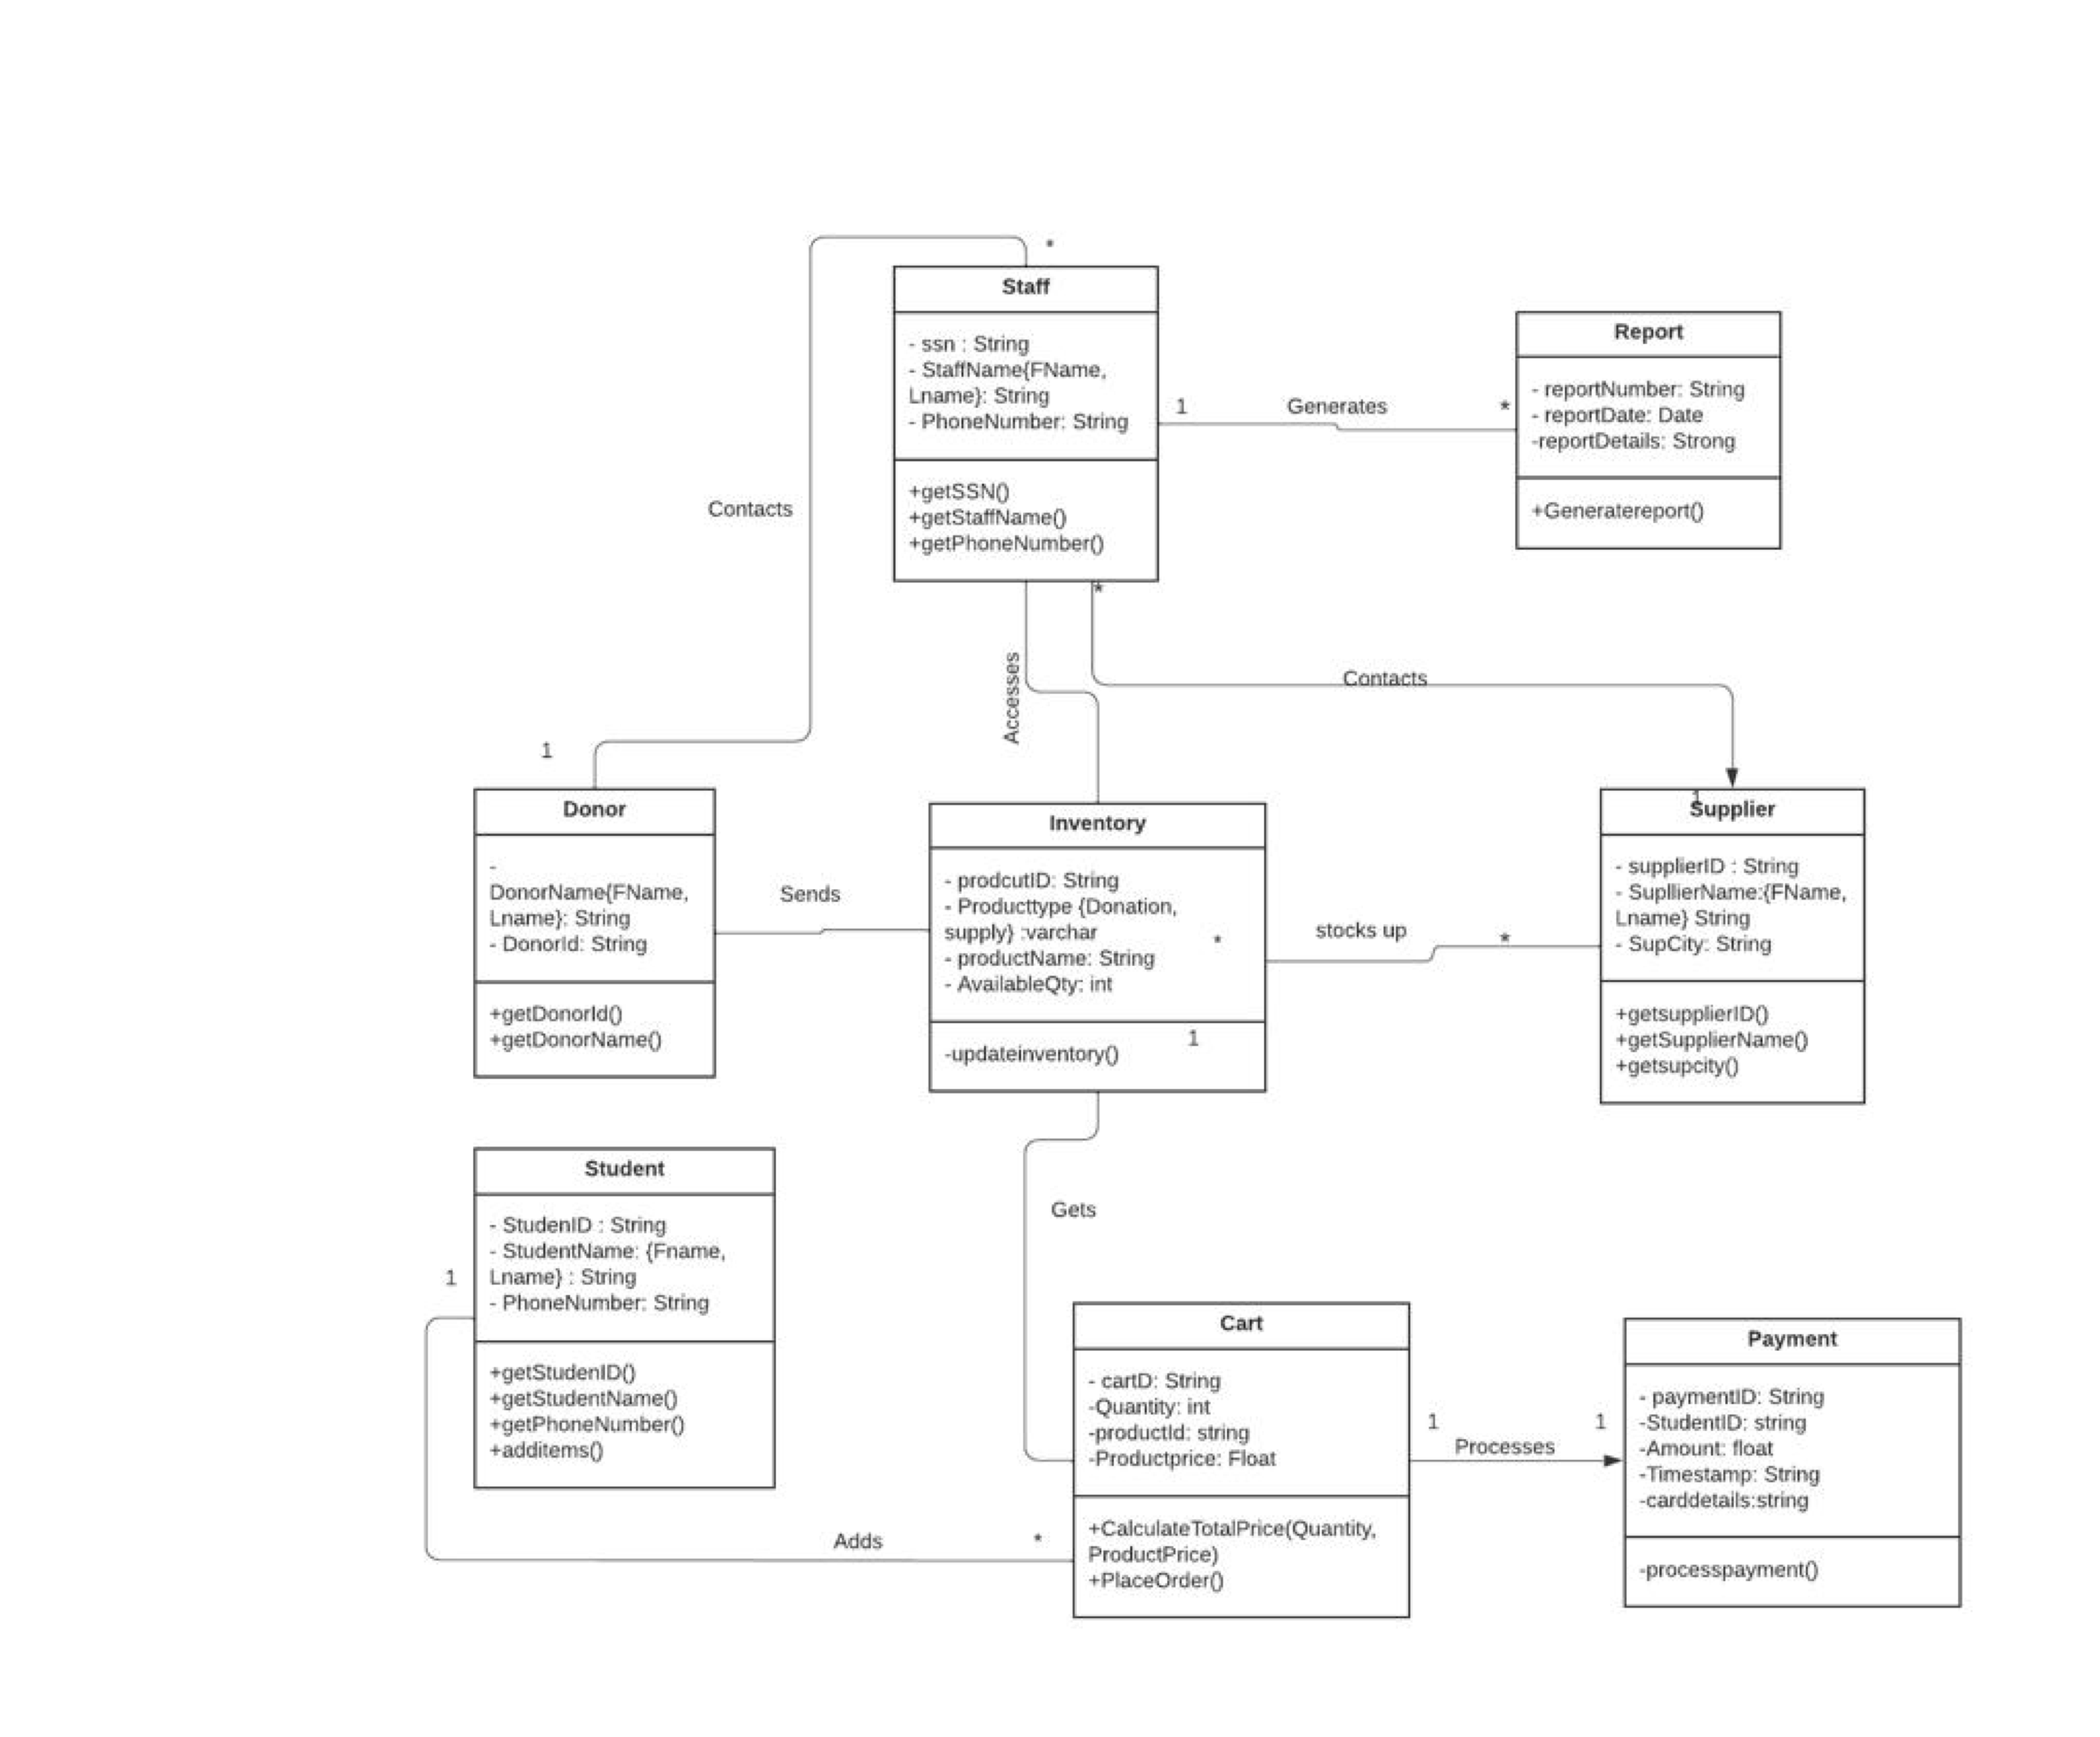 *
Staff
- ssn : String
- StaffName{FName,
Lname}: String
- PhoneNumber: String
+getSSN()
+getStaffName()
+getPhoneNumber()
1
Generates
*
Report
- reportNumber: String
- reportDate: Date
-reportDetails: Strong
+Generatereport()
Contacts
*
Accesses
Contacts
1
Donor
-
DonorName{FName,
Lname}: String
- DonorId: String
+getDonorId()
+getDonorName()
Sends
Inventory
- prodcutID: String
- Producttype {Donation,
supply} :varchar
*
- productName: String
- AvailableQty: int
1
-updateinventory()
stocks up
*
1
Supplier
- supplierID : String
- SupllierName:{FName,
Lname} String
- SupCity: String
+getsupplierID()
+getSupplierName()
+getsupcity()
Student
- StudenID : String
- StudentName: {Fname,
Lname} : String
- PhoneNumber: String
+getStudenID()
+getStudentName()
+getPhoneNumber()
+additems()
1
Gets
Adds
*
Cart
- cartD: String
-Quantity: int
-productId: string
-Productprice: Float
+CalculateTotalPrice(Quantity,
ProductPrice)
+PlaceOrder()
1
Processes
1
Payment
- paymentID: String
-StudentID: string
-Amount: float
-Timestamp: String
-carddetails:string
-processpayment()